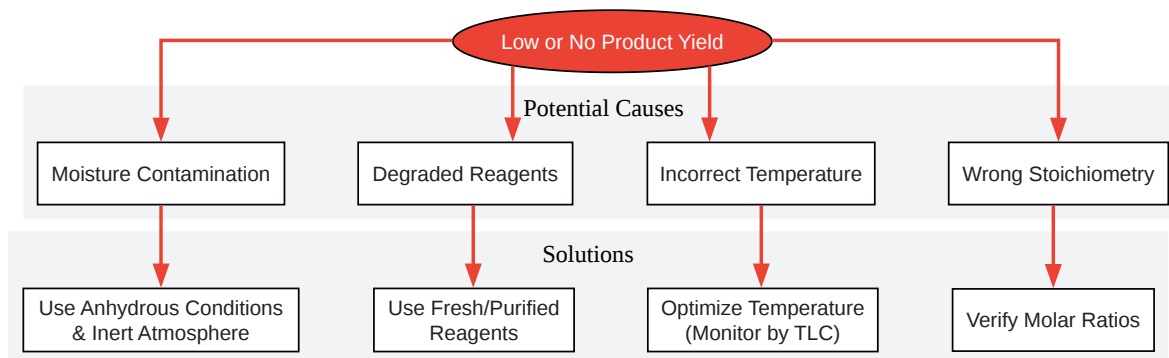 Low or No Product Yield
Potential Causes
Moisture Contamination
Degraded Reagents
Incorrect Temperature
Wrong Stoichiometry
Solutions
Use Anhydrous Conditions
& Inert Atmosphere
Use Fresh/Purified
Reagents
Optimize Temperature
(Monitor by TLC)
Verify Molar Ratios